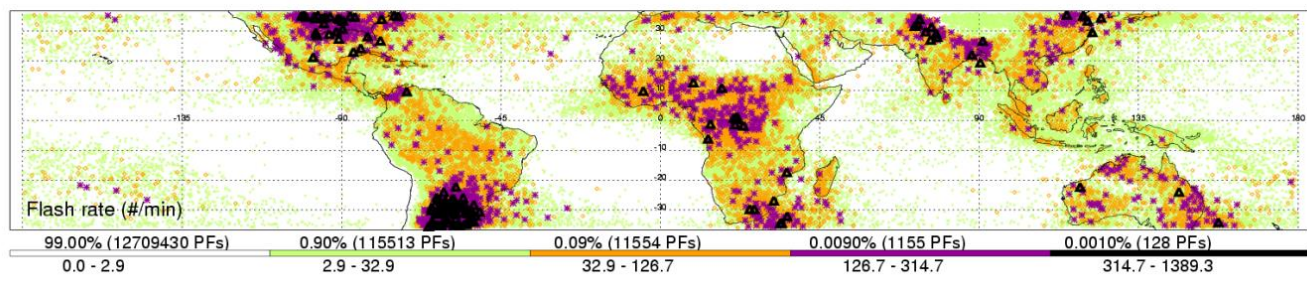 30
20
10
-135 -90 -45 0 45 90 135 180
-10
-20
-30
Flash rate (#/min)
99.00% (12709430 PFs) 0.90% (115513 PFs) 0.09% (11554 PFs) 0.0090% (1155 PFs) 0.0010% (128 PFs)
0.0 - 2.9 2.9 - 32.9 32.9 - 126.7 126.7 - 314.7 314.7 - 1389.3